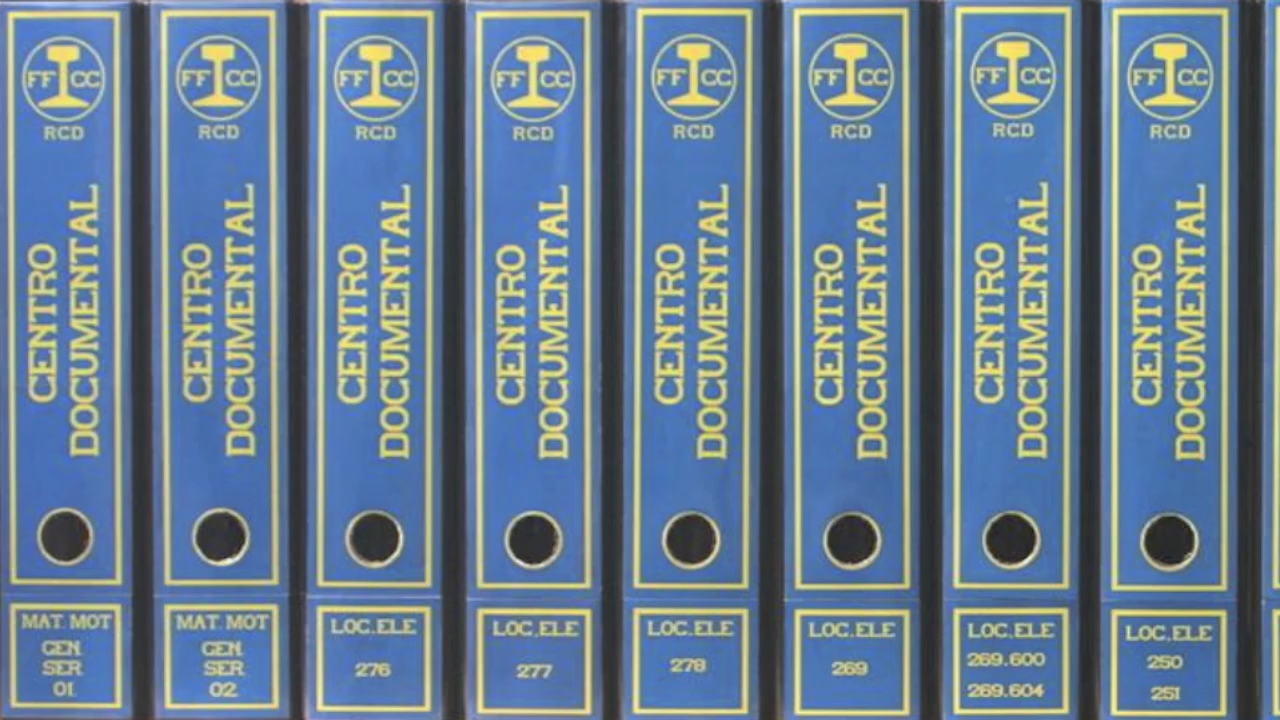 FF CC
RCD
CENTRO
DOCUMENTAL
MAT. MOT
GEN.
SER.
01.
FF CC
RCD
CENTRO
DOCUMENTAL
MAT. MOT
GEN.
SER.
02.
FF CC
RCD
CENTRO
DOCUMENTAL
LOC.ELE
276
FF CC
RCD
CENTRO
DOCUMENTAL
LOC.ELE
277
FF CC
RCD
CENTRO
DOCUMENTAL
LOC.ELE
278
FF CC
RCD
CENTRO
DOCUMENTAL
LOC.ELE
269
FF CC
RCD
CENTRO
DOCUMENTAL
LOC.ELE
269.600
269.604
FF CC
RCD
CENTRO
DOCUMENTAL
LOC.ELE
250
251